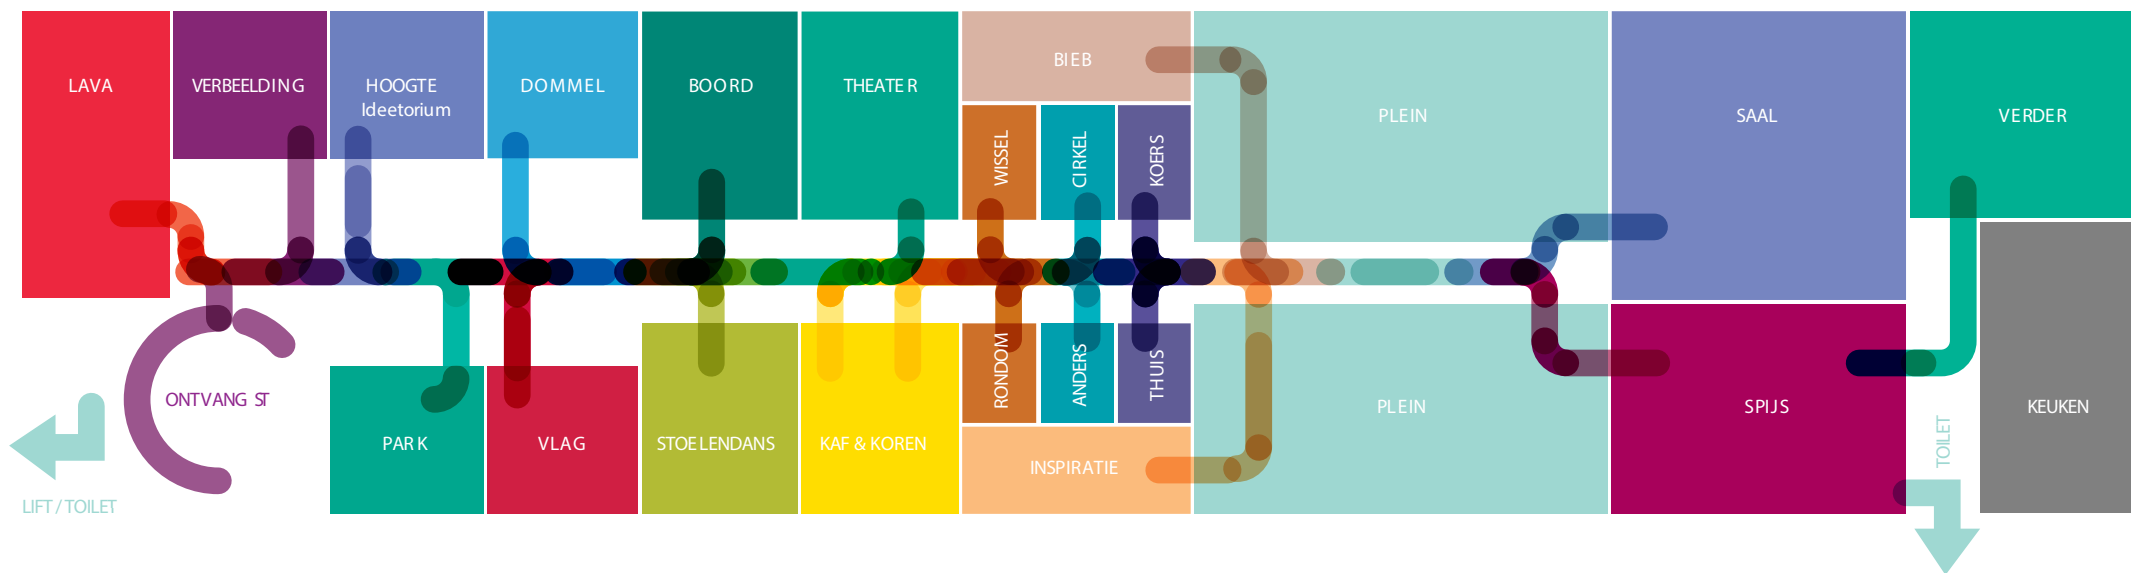 LAVA
VERBEELDING
HOOGTE
Ideetorium
DOMMEL
BOORD
THEATER
BIEB
WISSEL
CIRKEL
KOERS
PLEIN
SAAL
VERDER
ONTVANGST
LIFT / TOILET
PARK
VLAG
STOELENDANS
KAF & KOREN
RONDOM
ANDERS
THUIS
INSPIRATIE
PLEIN
SPIJS
TOILET
KEUKEN